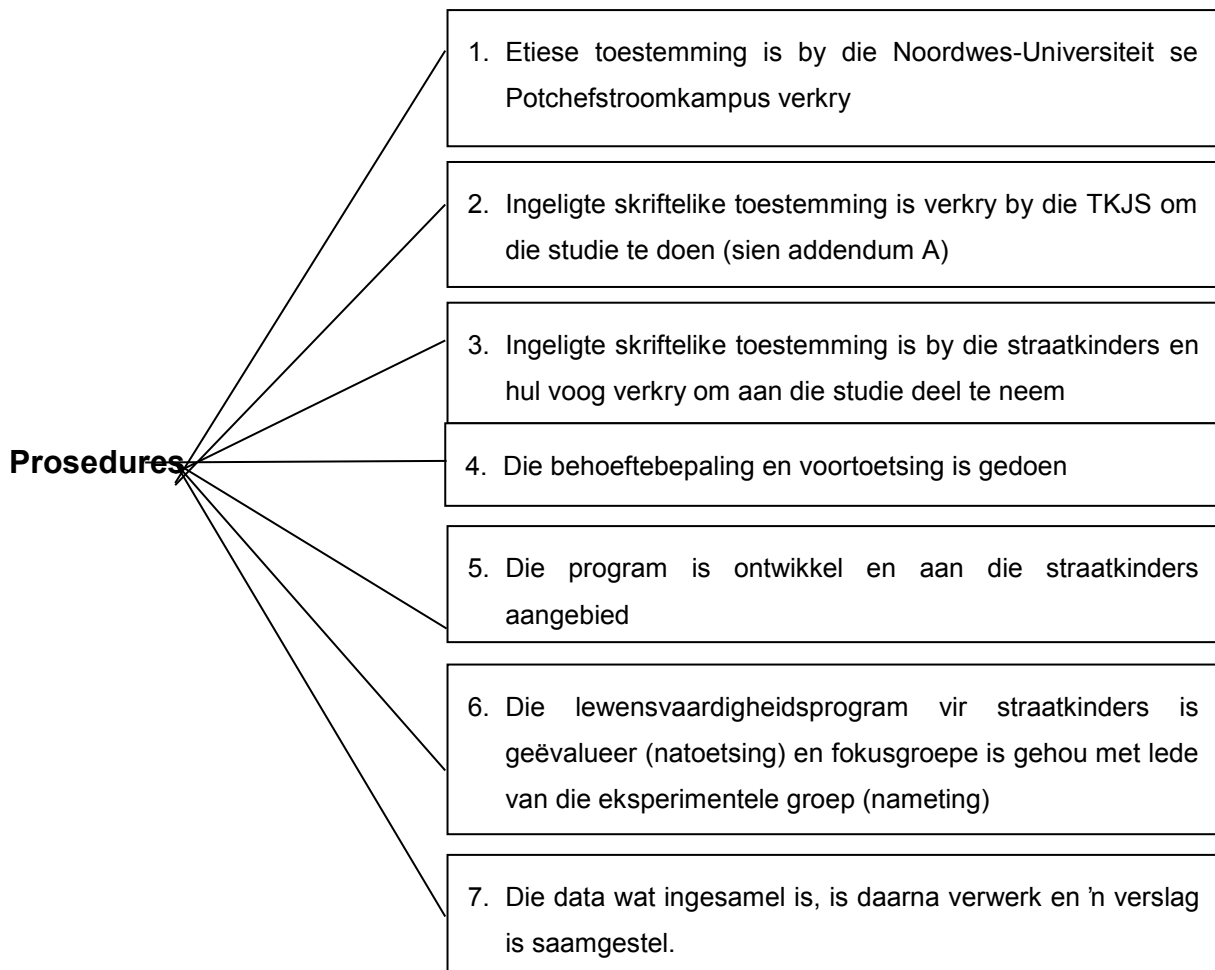 1. Etiese toestemming is by die Noordwes-Universiteit se
Potchefstroomkampus verkry
2. Ingeligte skriftelike toestemming is verkry by die TKJS om
die studie te doen (sien addendum A)
3. Ingeligte skriftelike toestemming is by die straatkinders en
hul voog verkry om aan die studie deel te neem
Prosedures
4. Die behoeftebepaling en voortoetsing is gedoen
5. Die program is ontwikkel en aan die straatkinders
aangebied
6. Die lewensvaardigheidsprogram vir straatkinders is
geëvalueer (natoetsing) en fokusgroepe is gehou met lede
van die eksperimentele groep (nameting)
7. Die data wat ingesamel is, is daarna verwerk en ’n verslag
is saamgestel.